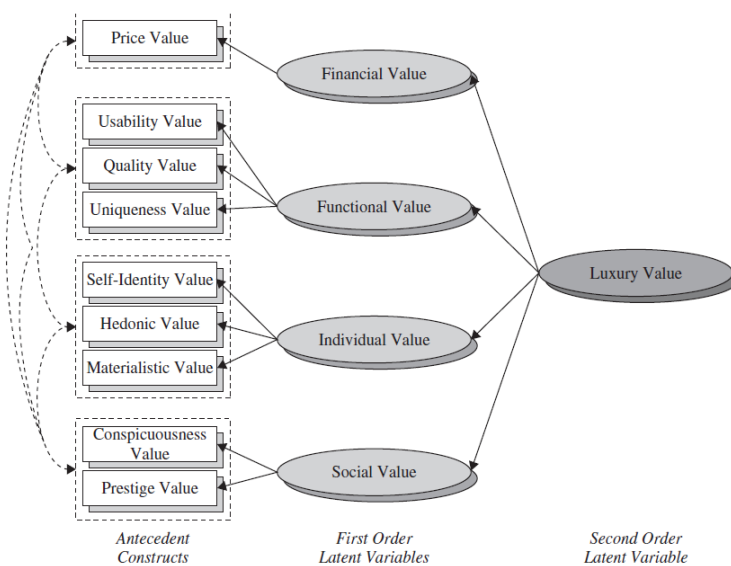 Price Value
Financial Value
Usability Value
Quality Value
Uniqueness Value
Functional Value
Luxury Value
Self-Identity Value
Hedonic Value
Materialistic Value
Individual Value
Conspicuousness
Value
Prestige Value
Social Value
Antecedent
Constructs
First Order
Latent Variables
Second Order
Latent Variable